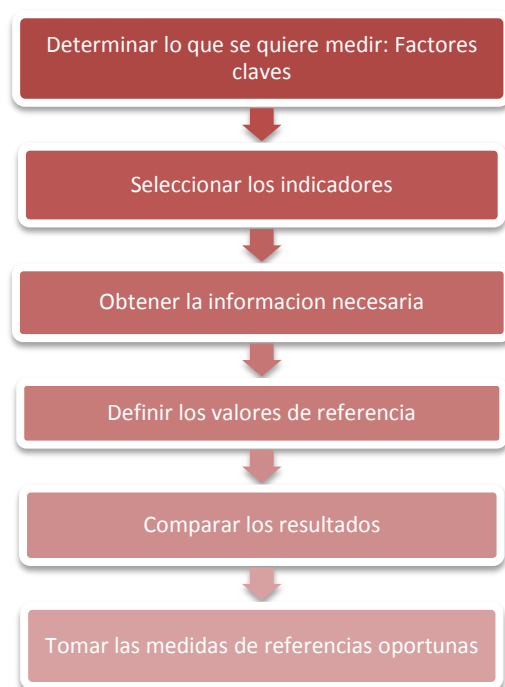 Determinar lo que se quiere medir: Factores
claves
Seleccionar los indicadores
Obtener la informacion necesaria
Definir los valores de referencia
Comparar los resultados
Tomar las medidas de referencias oportunas